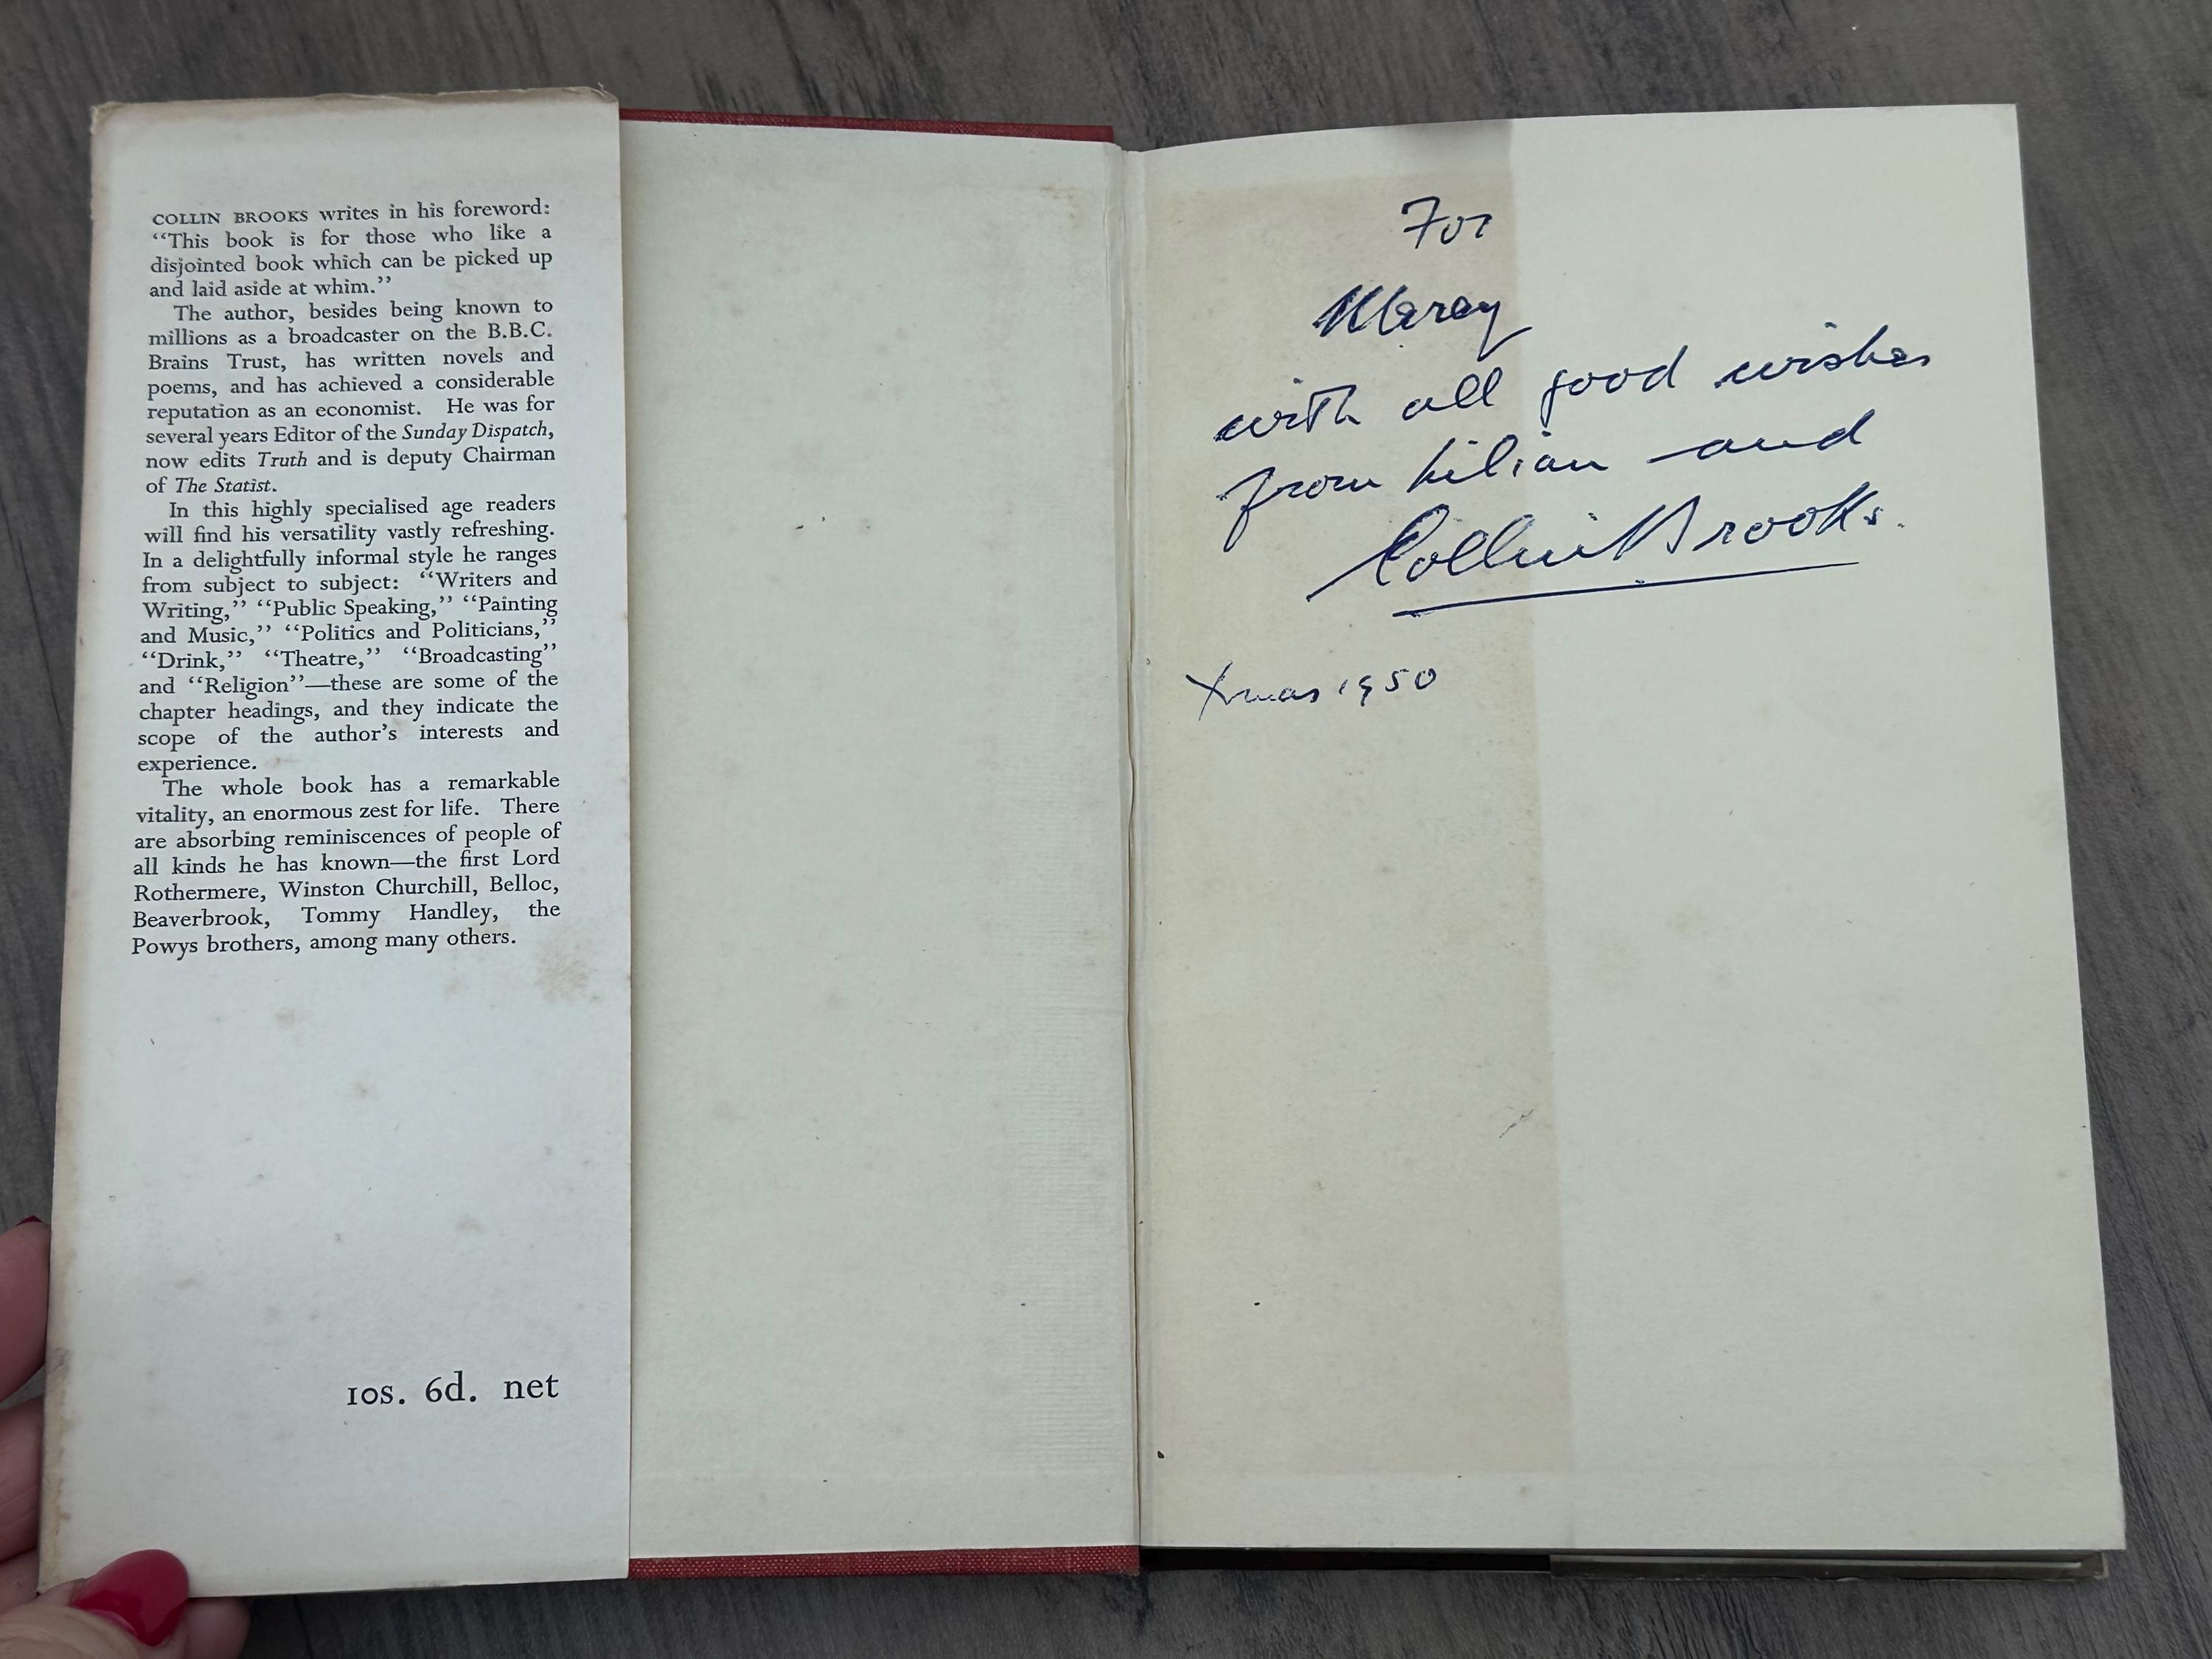 COLLIN BROOKS writes in his foreword:
“This book is for those who like a
disjointed book which can be picked up
and laid aside at whim.”
The author, besides being known to
millions as a broadcaster on the B.B.C.
Brains Trust, has written novels and
poems, and has achieved a considerable
reputation as an economist. He was for
several years Editor of the Sunday Dispatch,
now edits Truth and is deputy Chairman
of The Statist.
In this highly specialised age readers
will find his versatility vastly refreshing.
In a delightfully informal style he ranges
from subject to subject: “Writers and
Writing,” “Public Speaking,” “Painting
and Music,” “Politics and Politicians,”
“Drink,” “Theatre,” “Broadcasting”
and “Religion”—these are some of the
chapter headings, and they indicate the
scope of the author’s interests and
experience.
The whole book has a remarkable
vitality, an enormous zest for life. There
are absorbing reminiscences of people of
all kinds he has known—the first Lord
Rothermere, Winston Churchill, Belloc,
Beaverbrook, Tommy Handley, the
Powys brothers, among many others.
10s. 6d. net
For
with all good wishes
from Lilian and
Collin Brooks.
Xmas 1950